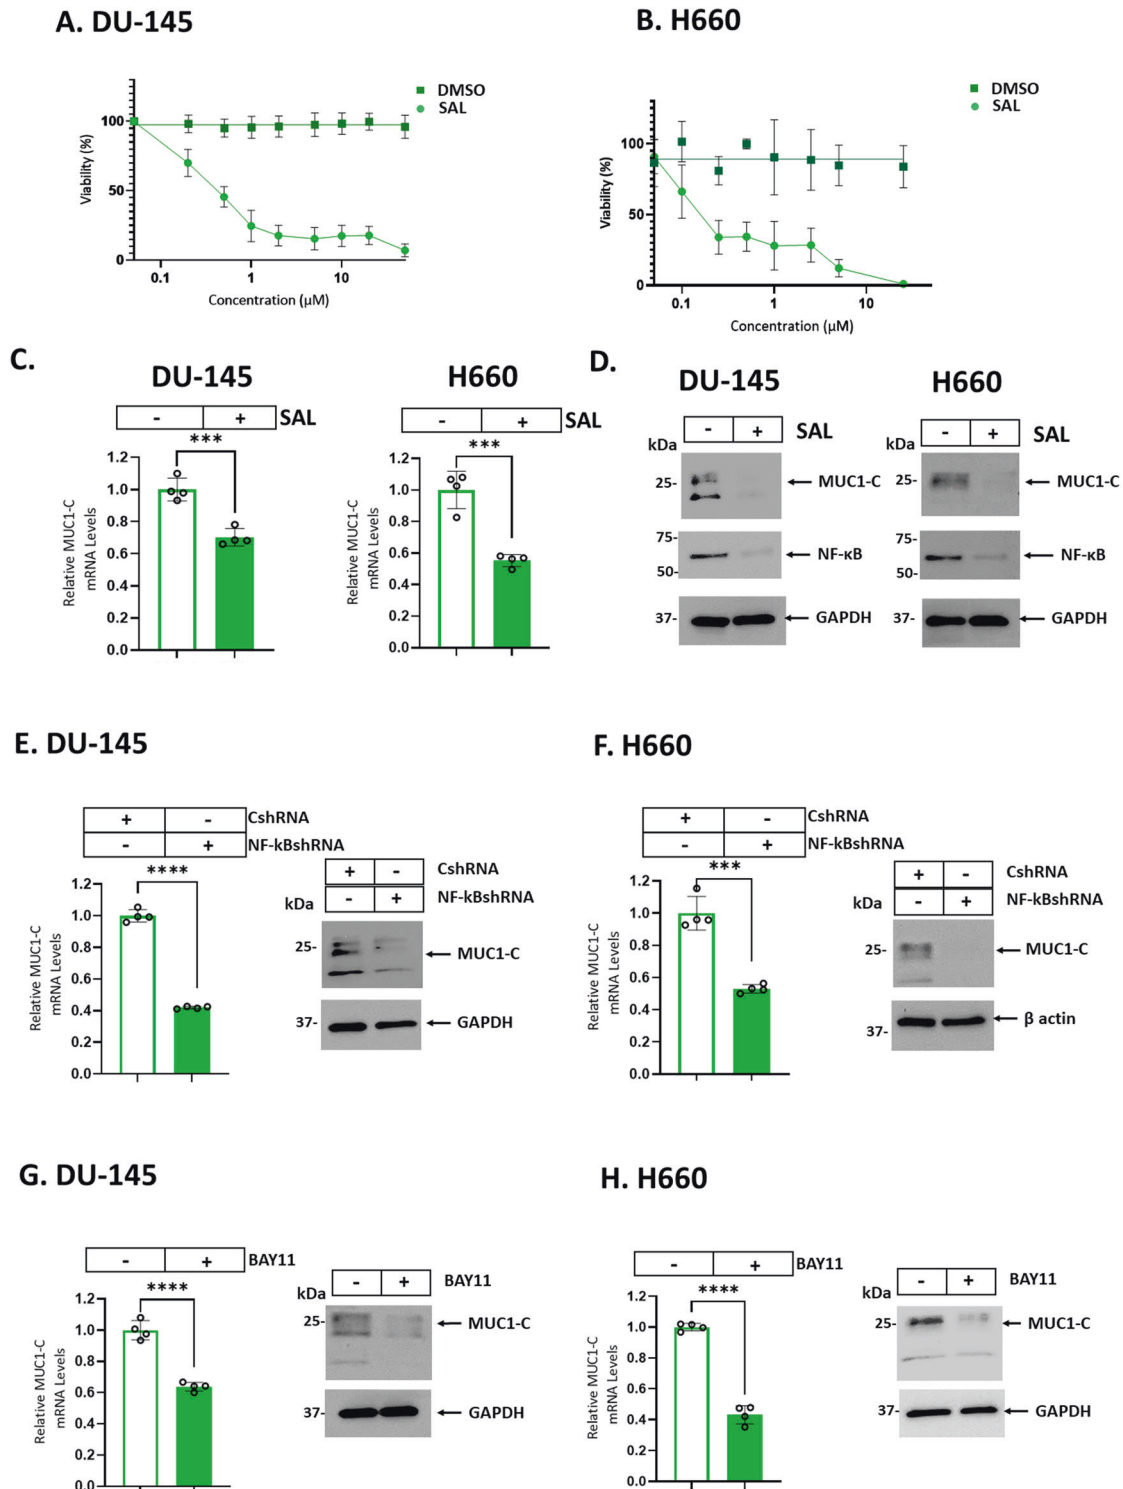 A. DU-145
B. H660
DMSO
SAL
Viability (%)
100
50
0
0.1 1 10
Concentration (µM)
DMSO
SAL
Viability (%)
100
50
0
0.1 1 10
Concentration (µM)
C.
DU-145
- + SAL
***
Relative MUC1-C
mRNA Levels
1.2
1.0
0.8
0.6
0.4
0.2
0.0
H660
- + SAL
***
Relative MUC1-C
mRNA Levels
1.2
1.0
0.8
0.6
0.4
0.2
0.0
D.
DU-145
- + SAL
kDa
25- MUC1-C
75-
NF-κB
50-
37- GAPDH
H660
- + SAL
kDa
25- MUC1-C
75-
NF-κB
50-
37- GAPDH
E. DU-145
+ - CshRNA
- + NF-kBshRNA
****
Relative MUC1-C
mRNA Levels
1.2
1.0
0.8
0.6
0.4
0.2
0.0
+ - CshRNA
- + NF-kBshRNA
kDa
25- MUC1-C
37- GAPDH
F. H660
+ - CshRNA
- + NF-kBshRNA
***
Relative MUC1-C
mRNA Levels
1.2
1.0
0.8
0.6
0.4
0.2
0.0
+ - CshRNA
- + NF-kBshRNA
kDa
25- MUC1-C
37- β actin
G. DU-145
- + BAY11
****
Relative MUC1-C
mRNA Levels
1.2
1.0
0.8
0.6
0.4
0.2
0.0
- + BAY11
kDa
25- MUC1-C
37- GAPDH
H. H660
- + BAY11
****
Relative MUC1-C
mRNA Levels
1.2
1.0
0.8
0.6
0.4
0.2
0.0
- + BAY11
kDa
25- MUC1-C
37- GAPDH